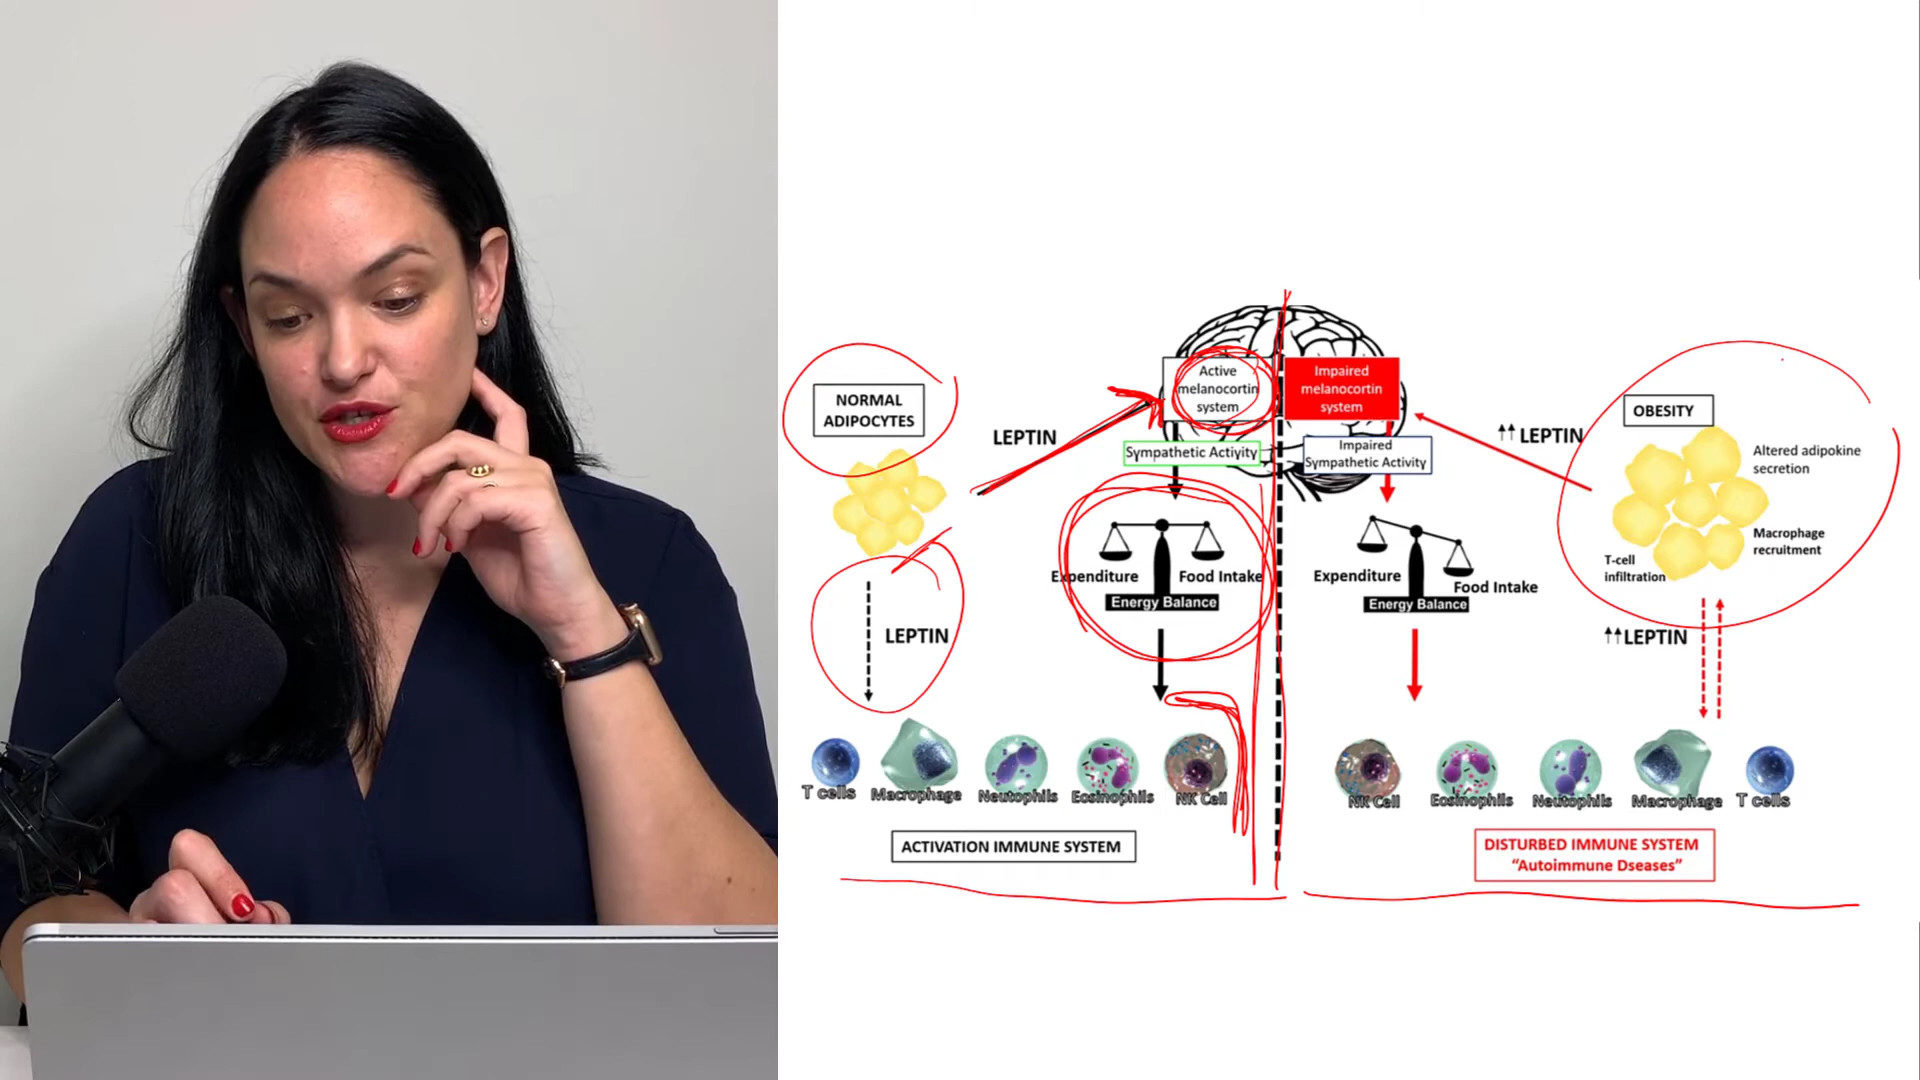 Active
melanocortin
system
Impaired
melanocortin
system
NORMAL
ADIPOCYTES
OBESITY
LEPTIN
↑↑ LEPTIN
Sympathetic Activity
Impaired
Sympathetic Activity
Altered adipokine
secretion
Macrophage
recruitment
T-cell
infiltration
Expenditure
Food Intake
Energy Balance
Expenditure
Food Intake
Energy Balance
LEPTIN
↑↑LEPTIN
T cells
Macrophage
Neutophils
Eosinophils
NK Cell
NK Cell
Eosinophils
Neutophils
Macrophage
T cells
ACTIVATION IMMUNE SYSTEM
DISTURBED IMMUNE SYSTEM
“Autoimmune Dseases”